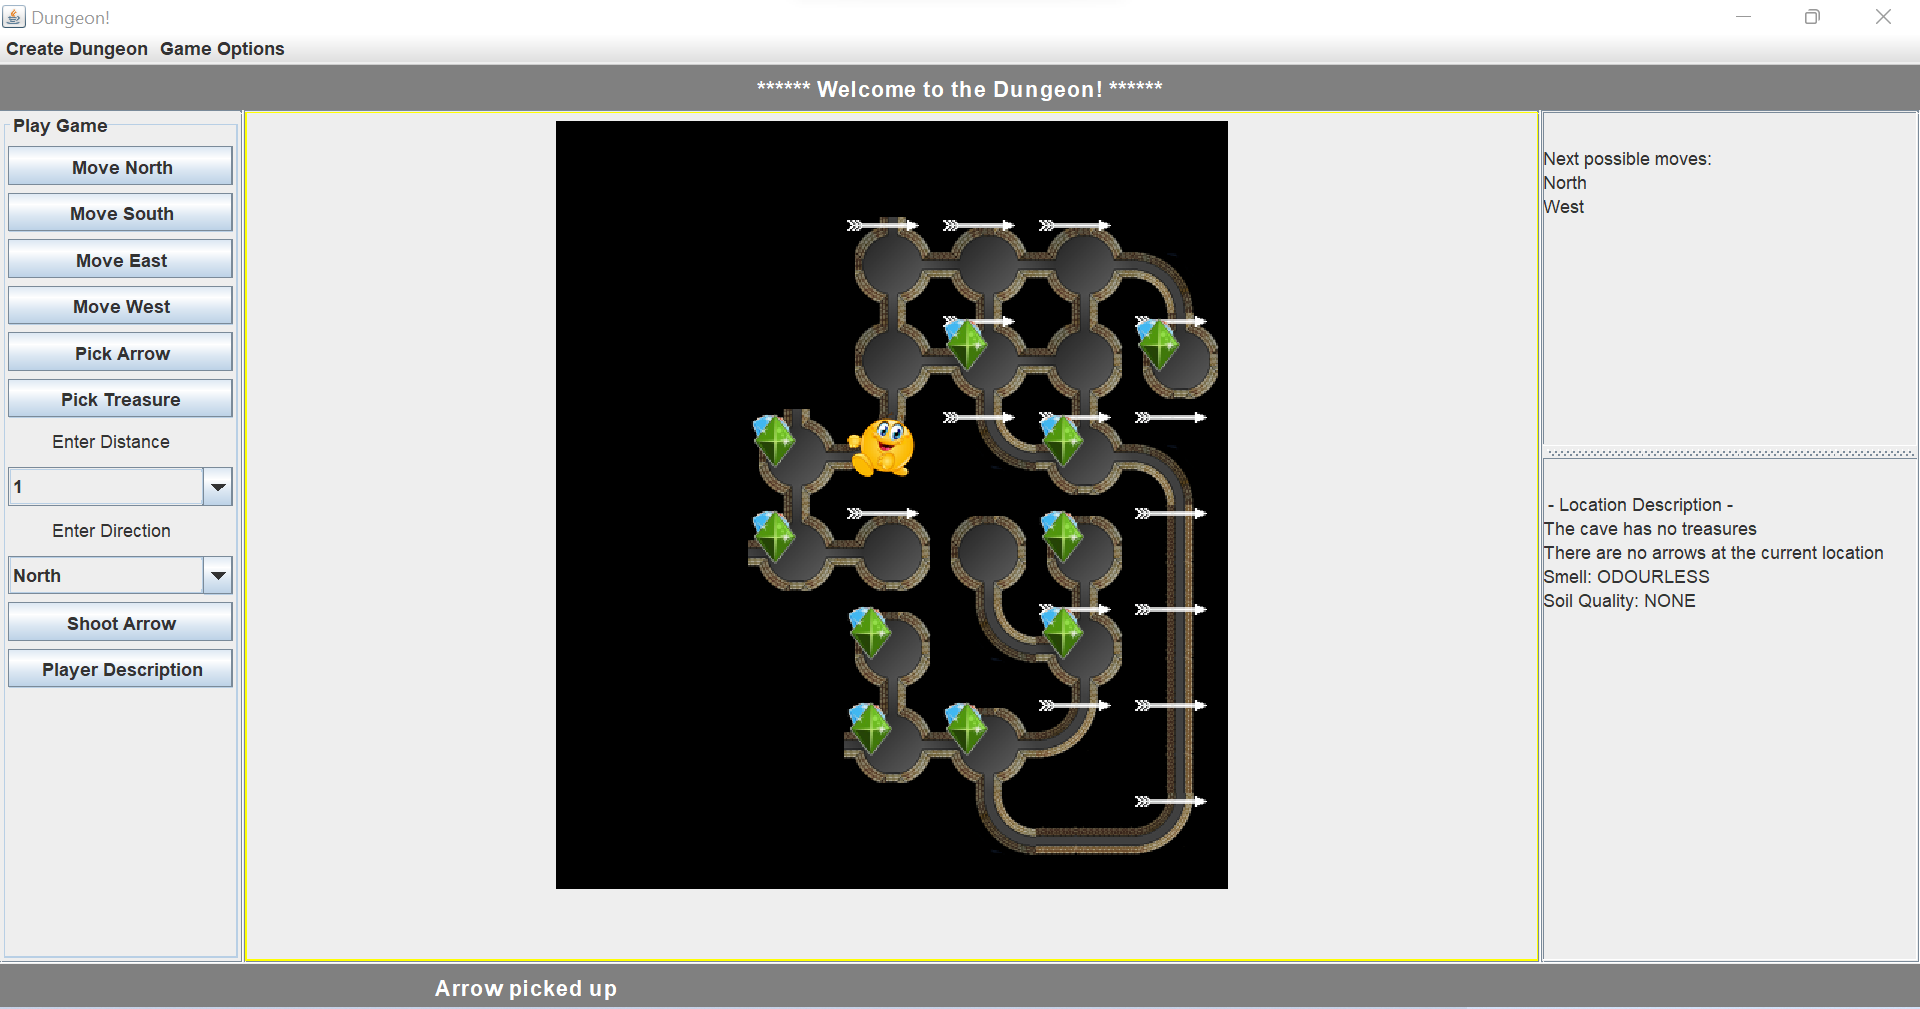 Dungeon!
Create Dungeon Game Options
****** Welcome to the Dungeon! ******
Play Game
Move North
Move South
Move East
Move West
Pick Arrow
Pick Treasure
Enter Distance
1
Enter Direction
North
Shoot Arrow
Player Description
Next possible moves:
North
West
- Location Description -
The cave has no treasures
There are no arrows at the current location
Smell: ODOURLESS
Soil Quality: NONE
Arrow picked up